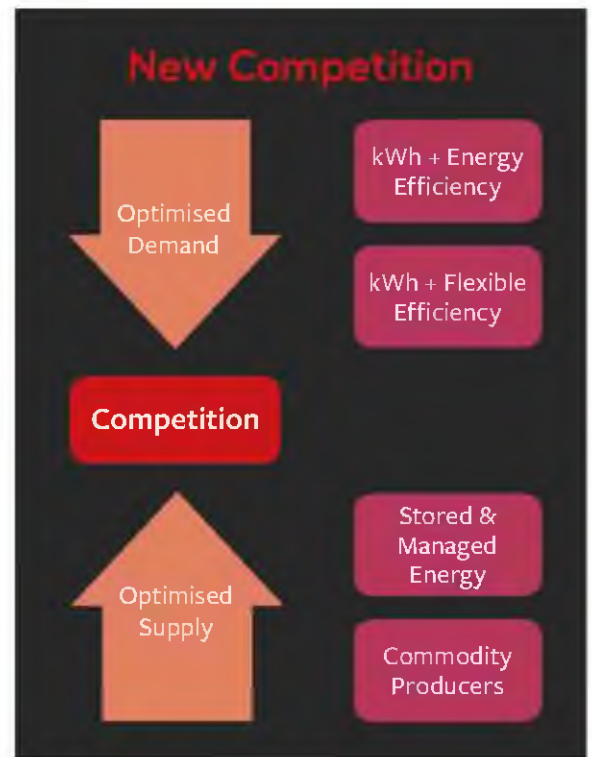 New Competition
Optimised
Demand
kWh + Energy
Efficiency
kWh + Flexible
Efficiency
Competition
Optimised
Supply
Stored &
Managed
Energy
Commodity
Producers